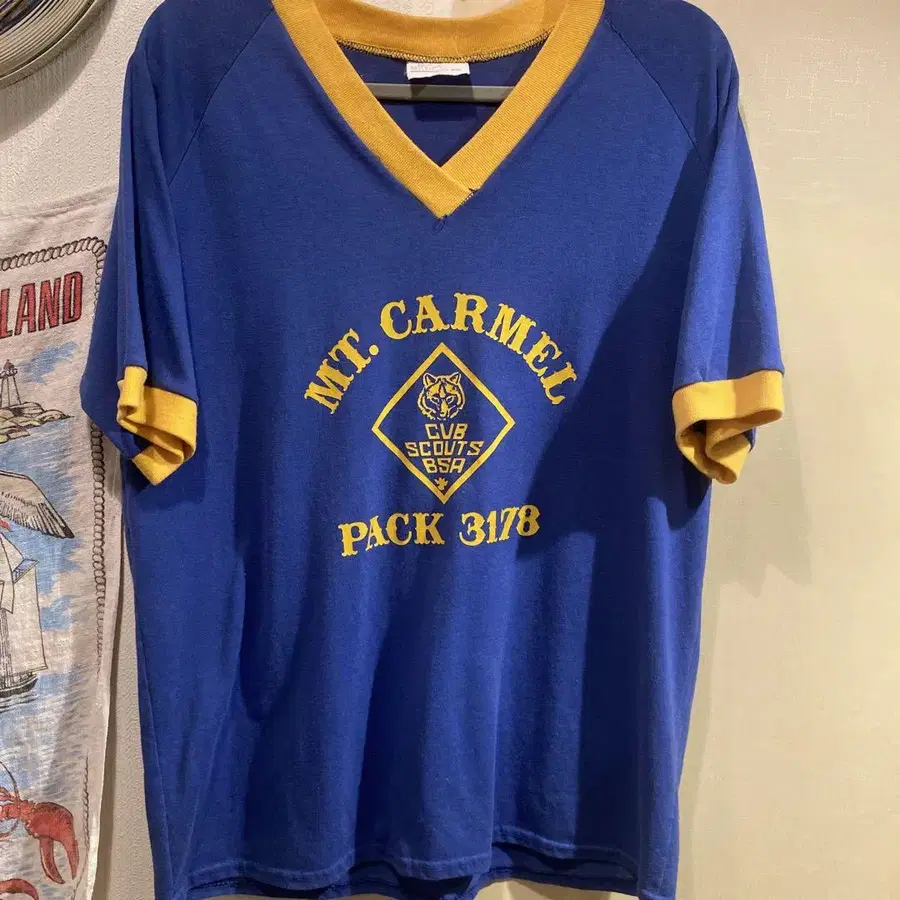 LAND
MT. CARMEL
CUB
SCOUTS
BSA
PACK 3178